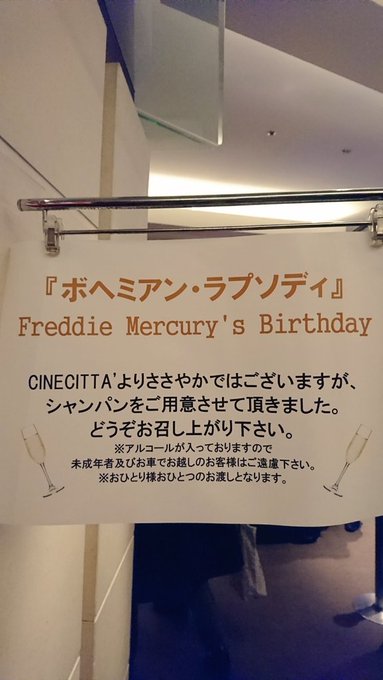 『ボヘミアン・ラプソディ』
Freddie Mercury's Birthday
CINECITTA'よりささやかではございますが、
シャンパンをご用意させて頂きました。
どうぞお召し上がり下さい。
※アルコールが入っておりますので
未成年者及びお車でお越しのお客様はご遠慮下さい。
※おひとり様おひとつのお渡しとなります。